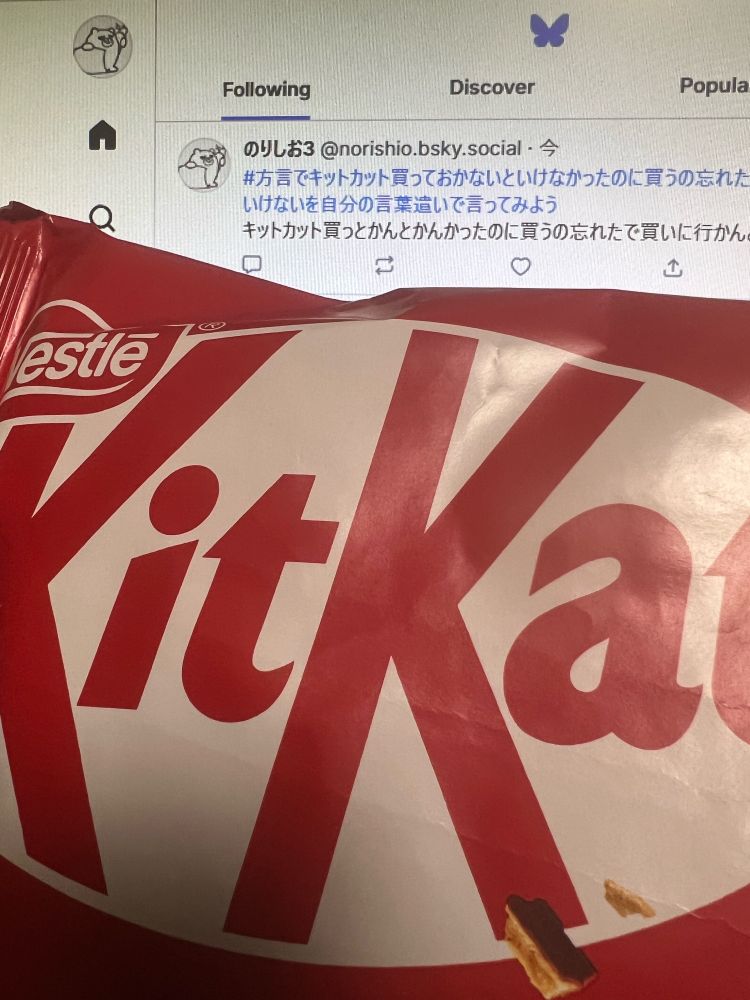 Following
Discover
Popula
のりしお3 @norishio.bsky.social · 今
#方言でキットカット買っておかないといけなかったのに買うの忘れた
いけないを自分の言葉遣いで言ってみよう
キットカット買っとかんとかんかったのに買うの忘れたで買いに行かん
estlē
®
KitKat